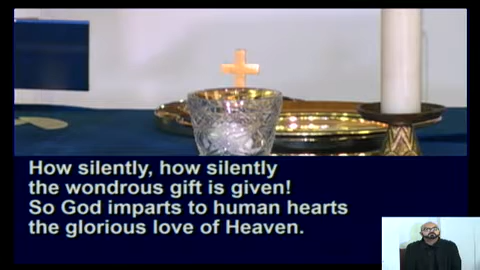 How silently, how silently
the wondrous gift is given!
So God imparts to human hearts
the glorious love of Heaven.